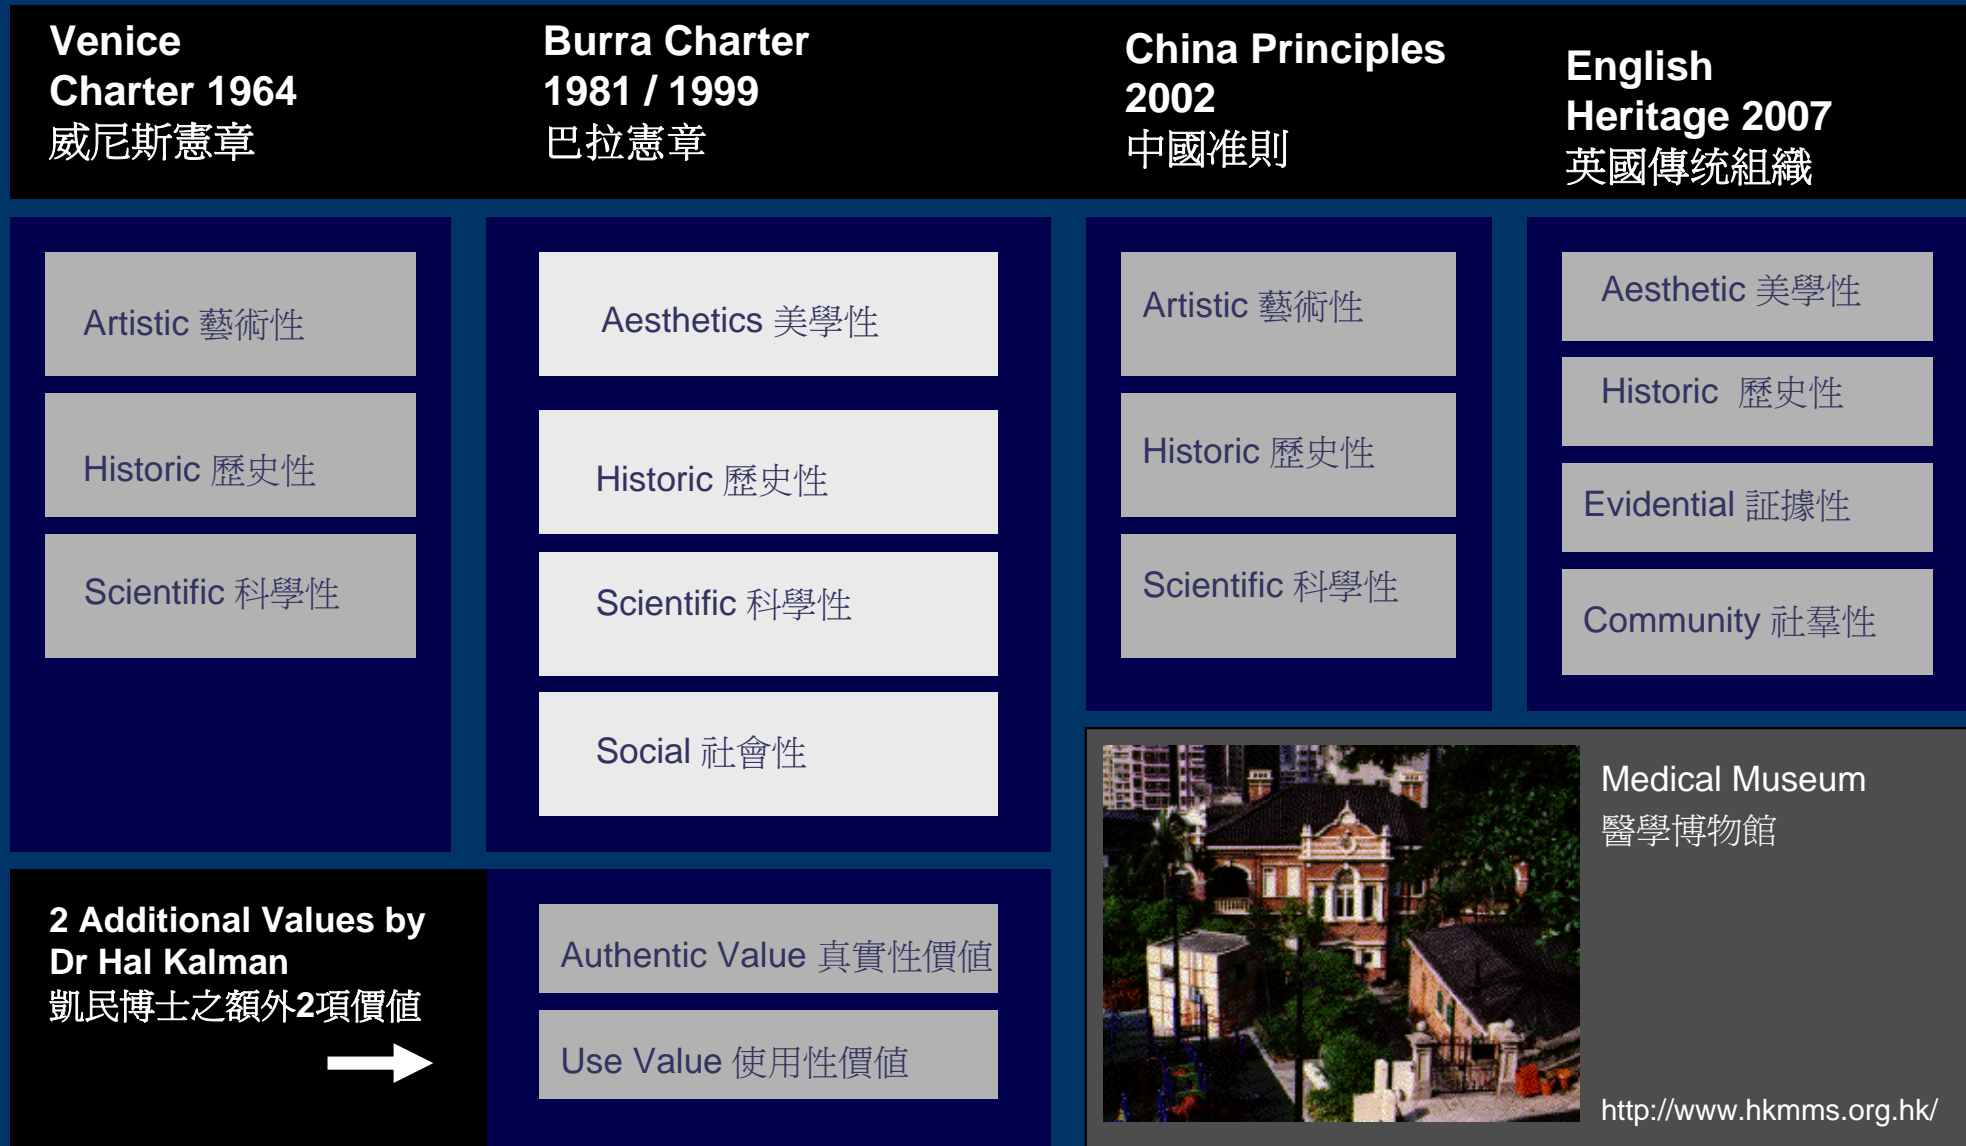 Venice
Charter 1964
威尼斯憲章
Burra Charter
1981 / 1999
巴拉憲章
China Principles
2002
中國准則
English
Heritage 2007
英國傳统組織
Artistic 藝術性
Historic 歷史性
Scientific 科學性
Aesthetics 美學性
Historic 歷史性
Scientific 科學性
Social 社會性
Artistic 藝術性
Historic 歷史性
Scientific 科學性
Aesthetic 美學性
Historic 歷史性
Evidential 証據性
Community 社羣性
2 Additional Values by
Dr Hal Kalman
凱民博士之額外2項價值
Authentic Value 真實性價值
Use Value 使用性價值
Medical Museum
醫學博物館
http://www.hkmms.org.hk/